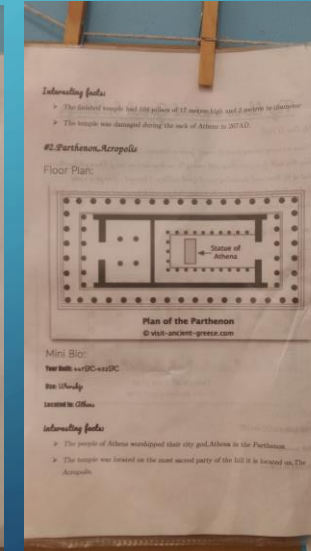 Interesting facts:
➤ The finished temple had 104 pillars of 17 metres high and 2 metres in diameter
➤ The temple was damaged during the sack of Athens in 267AD.
#2.Parthenon,Acropolis
Floor Plan:
Statue of
Athena
Plan of the Parthenon
© visit-ancient-greece.com
Mini Bio:
Year Built: 447BC-432BC
Use: Worship
Located in: Athens
Interesting facts:
➤ The people of Athens worshipped their city god,Athena in the Parthenon.
➤ The temple was located on the most sacred party of the hill it is located on,The
Acropolis.